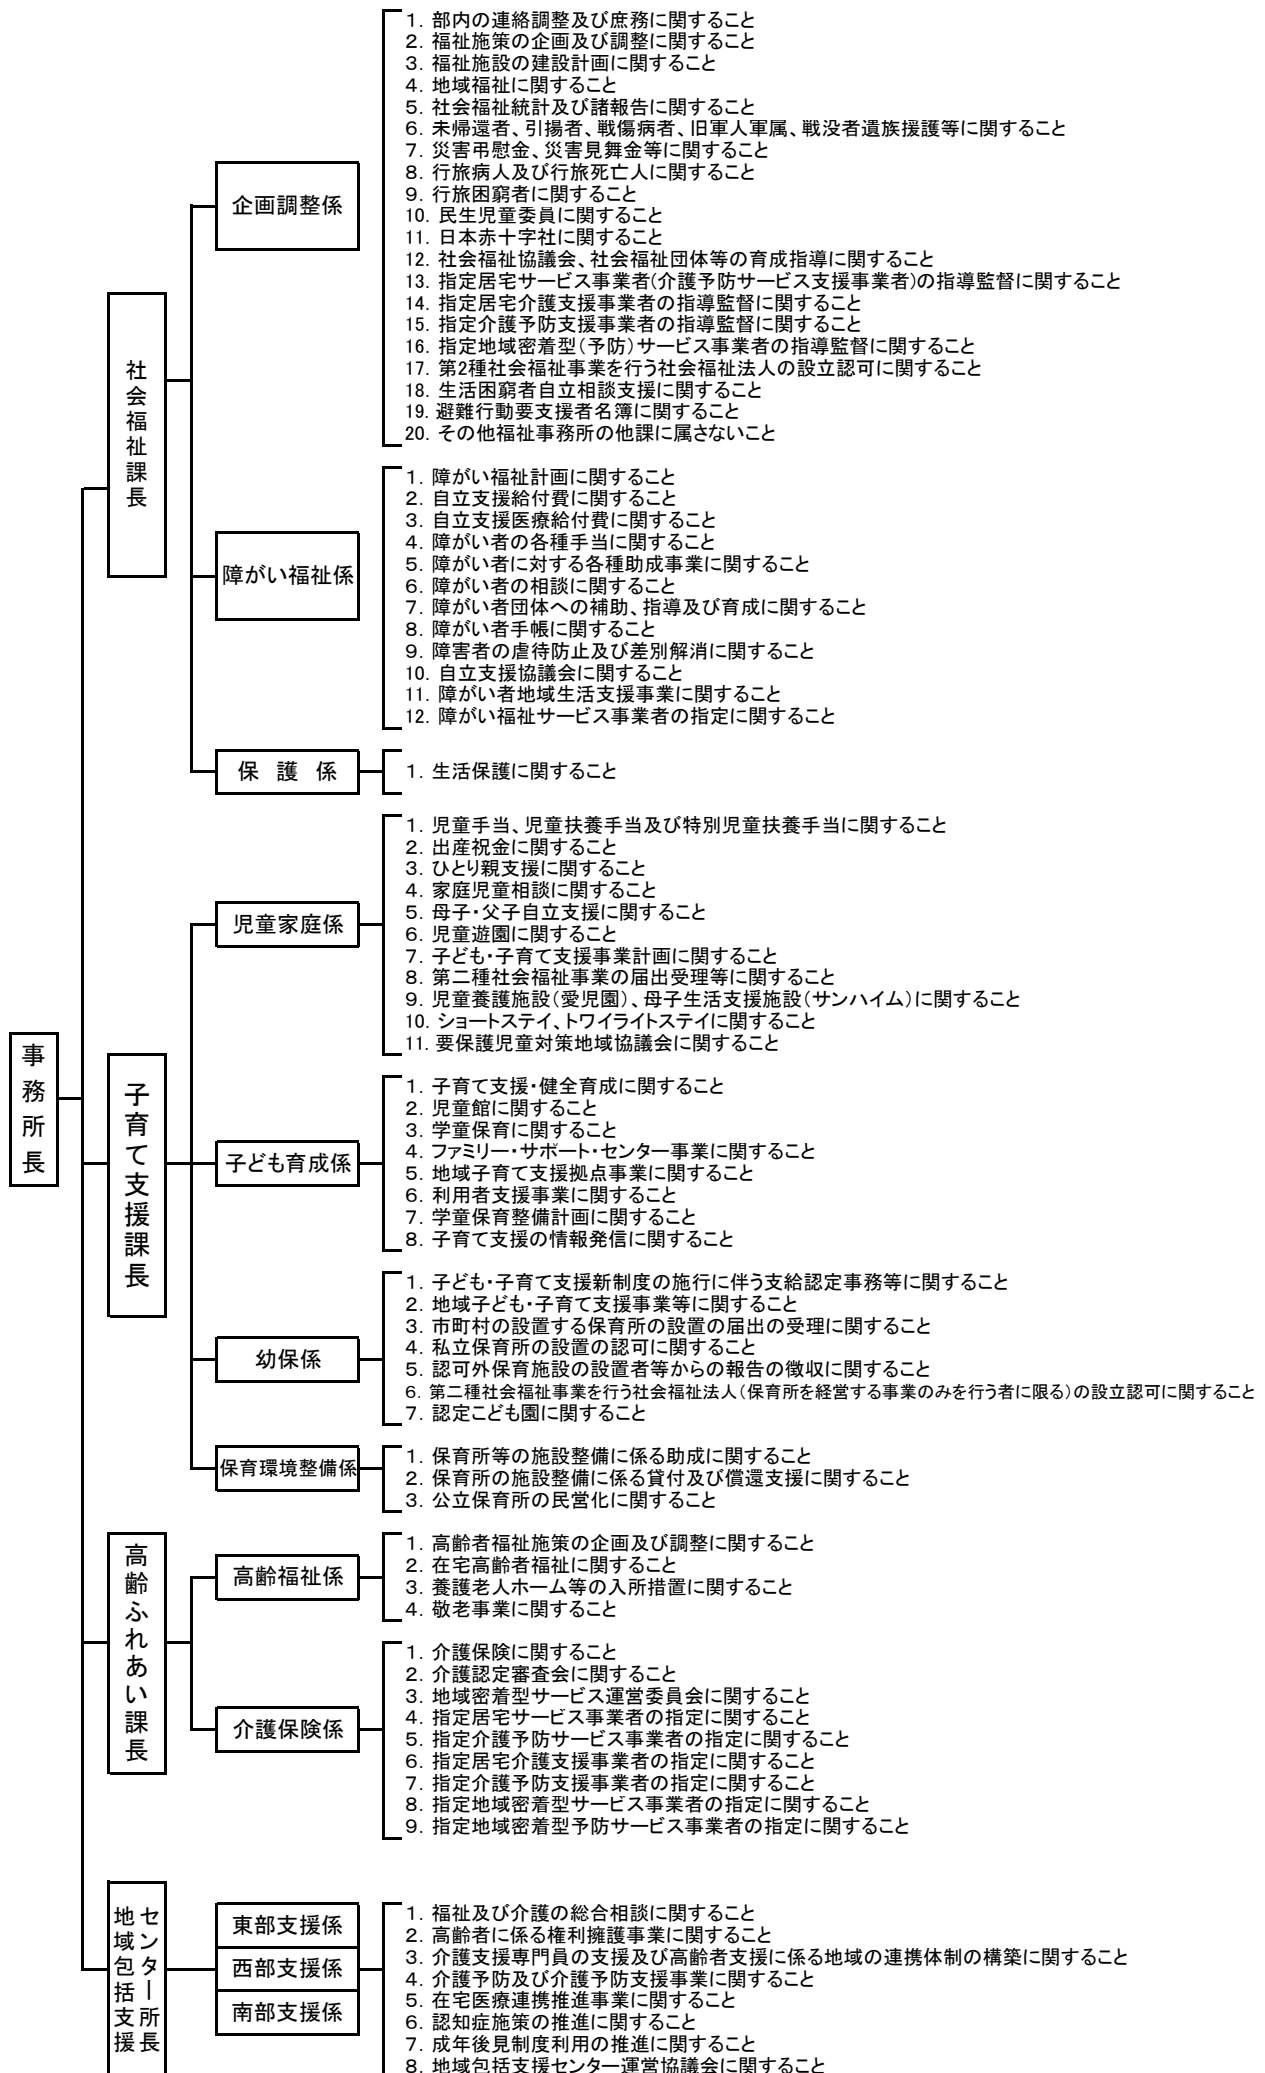 事務所長
社会福祉課長
企画調整係
1. 部内の連絡調整及び庶務に関すること
2. 福祉施策の企画及び調整に関すること
3. 福祉施設の建設計画に関すること
4. 地域福祉に関すること
5. 社会福祉統計及び諸報告に関すること
6. 未帰還者、引揚者、戦傷病者、旧軍人軍属、戦没者遺族援護等に関すること
7. 災害弔慰金、災害見舞金等に関すること
8. 行旅病人及び行旅死亡人に関すること
9. 行旅困窮者に関すること
10. 民生児童委員に関すること
11. 日本赤十字社に関すること
12. 社会福祉協議会、社会福祉団体等の育成指導に関すること
13. 指定居宅サービス事業者(介護予防サービス支援事業者)の指導監督に関すること
14. 指定居宅介護支援事業者の指導監督に関すること
15. 指定介護予防支援事業者の指導監督に関すること
16. 指定地域密着型(予防)サービス事業者の指導監督に関すること
17. 第2種社会福祉事業を行う社会福祉法人の設立認可に関すること
18. 生活困窮者自立相談支援に関すること
19. 避難行動要支援者名簿に関すること
20. その他福祉事務所の他課に属さないこと
障がい福祉係
1. 障がい福祉計画に関すること
2. 自立支援給付費に関すること
3. 自立支援医療給付費に関すること
4. 障がい者の各種手当に関すること
5. 障がい者に対する各種助成事業に関すること
6. 障がい者の相談に関すること
7. 障がい者団体への補助、指導及び育成に関すること
8. 障がい者手帳に関すること
9. 障害者の虐待防止及び差別解消に関すること
10. 自立支援協議会に関すること
11. 障がい者地域生活支援事業に関すること
12. 障がい福祉サービス事業者の指定に関すること
保 護 係
1. 生活保護に関すること
子育て支援課長
児童家庭係
1. 児童手当、児童扶養手当及び特別児童扶養手当に関すること
2. 出産祝金に関すること
3. ひとり親支援に関すること
4. 家庭児童相談に関すること
5. 母子・父子自立支援に関すること
6. 児童遊園に関すること
7. 子ども・子育て支援事業計画に関すること
8. 第二種社会福祉事業の届出受理等に関すること
9. 児童養護施設(愛児園)、母子生活支援施設(サンハイム)に関すること
10. ショートステイ、トワイライトステイに関すること
11. 要保護児童対策地域協議会に関すること
子ども育成係
1. 子育て支援・健全育成に関すること
2. 児童館に関すること
3. 学童保育に関すること
4. ファミリー・サポート・センター事業に関すること
5. 地域子育て支援拠点事業に関すること
6. 利用者支援事業に関すること
7. 学童保育整備計画に関すること
8. 子育て支援の情報発信に関すること
幼保係
1. 子ども・子育て支援新制度の施行に伴う支給認定事務等に関すること
2. 地域子ども・子育て支援事業等に関すること
3. 市町村の設置する保育所の設置の届出の受理に関すること
4. 私立保育所の設置の認可に関すること
5. 認可外保育施設の設置者等からの報告の徴収に関すること
6. 第二種社会福祉事業を行う社会福祉法人(保育所を経営する事業のみを行う者に限る)の設立認可に関すること
7. 認定こども園に関すること
保育環境整備係
1. 保育所等の施設整備に係る助成に関すること
2. 保育所の施設整備に係る貸付及び償還支援に関すること
3. 公立保育所の民営化に関すること
高齢ふれあい課長
高齢福祉係
1. 高齢者福祉施策の企画及び調整に関すること
2. 在宅高齢者福祉に関すること
3. 養護老人ホーム等の入所措置に関すること
4. 敬老事業に関すること
介護保険係
1. 介護保険に関すること
2. 介護認定審査会に関すること
3. 地域密着型サービス運営委員会に関すること
4. 指定居宅サービス事業者の指定に関すること
5. 指定介護予防サービス事業者の指定に関すること
6. 指定居宅介護支援事業者の指定に関すること
7. 指定介護予防支援事業者の指定に関すること
8. 指定地域密着型サービス事業者の指定に関すること
9. 指定地域密着型予防サービス事業者の指定に関すること
地域包括支援
センター所長
東部支援係
西部支援係
南部支援係
1. 福祉及び介護の総合相談に関すること
2. 高齢者に係る権利擁護事業に関すること
3. 介護支援専門員の支援及び高齢者支援に係る地域の連携体制の構築に関すること
4. 介護予防及び介護予防支援事業に関すること
5. 在宅医療連携推進事業に関すること
6. 認知症施策の推進に関すること
7. 成年後見制度利用の推進に関すること
8. 地域包括支援センター運営協議会に関すること